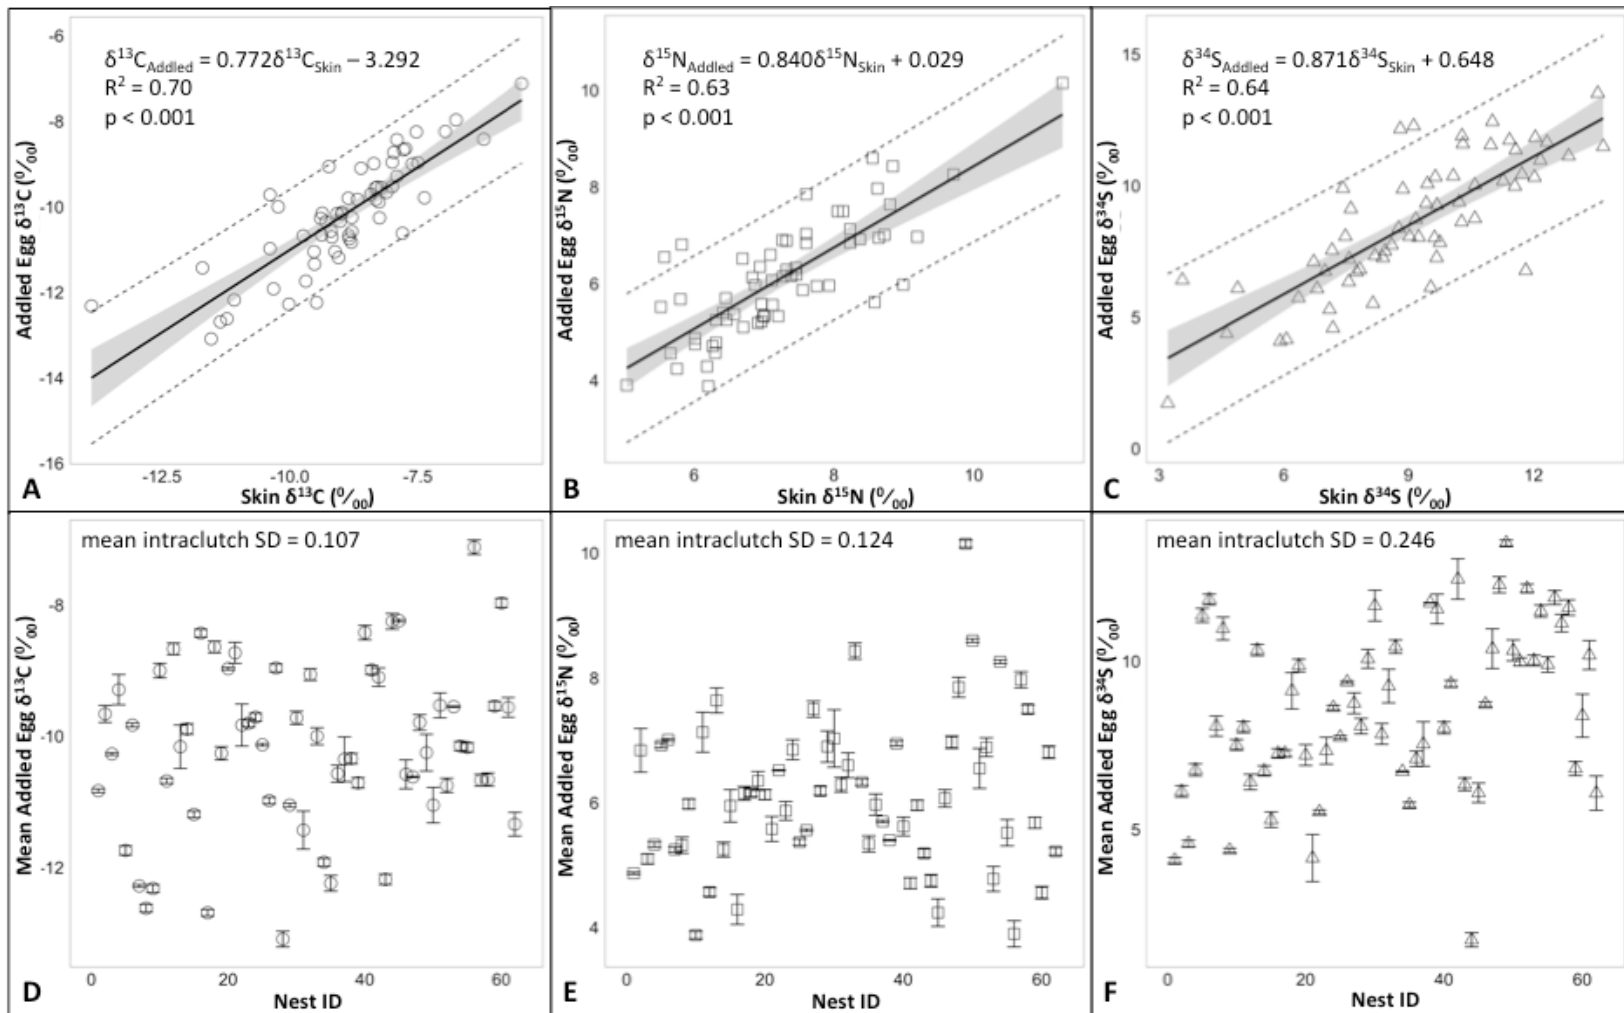 δ¹³C_Addled = 0.772δ¹³C_Skin – 3.292
R² = 0.70
p < 0.001
-6
-8
-10
-12
-14
-16
Addled Egg δ¹³C (⁰⁄₀₀)
-12.5 -10.0 -7.5
Skin δ¹³C (⁰⁄₀₀)
A
δ¹⁵N_Addled = 0.840δ¹⁵N_Skin + 0.029
R² = 0.63
p < 0.001
10
8
6
4
Addled Egg δ¹⁵N (⁰⁄₀₀)
6 8 10
Skin δ¹⁵N (⁰⁄₀₀)
B
δ³⁴S_Addled = 0.871δ³⁴S_Skin + 0.648
R² = 0.64
p < 0.001
15
10
5
0
Addled Egg δ³⁴S (⁰⁄₀₀)
3 6 9 12
Skin δ³⁴S (⁰⁄₀₀)
C
mean intraclutch SD = 0.107
-8
-10
-12
Mean Addled Egg δ¹³C (⁰⁄₀₀)
0 20 40 60
Nest ID
D
mean intraclutch SD = 0.124
10
8
6
4
Mean Addled Egg δ¹⁵N (⁰⁄₀₀)
0 20 40 60
Nest ID
E
mean intraclutch SD = 0.246
10
5
Mean Addled Egg δ³⁴S (⁰⁄₀₀)
0 20 40 60
Nest ID
F